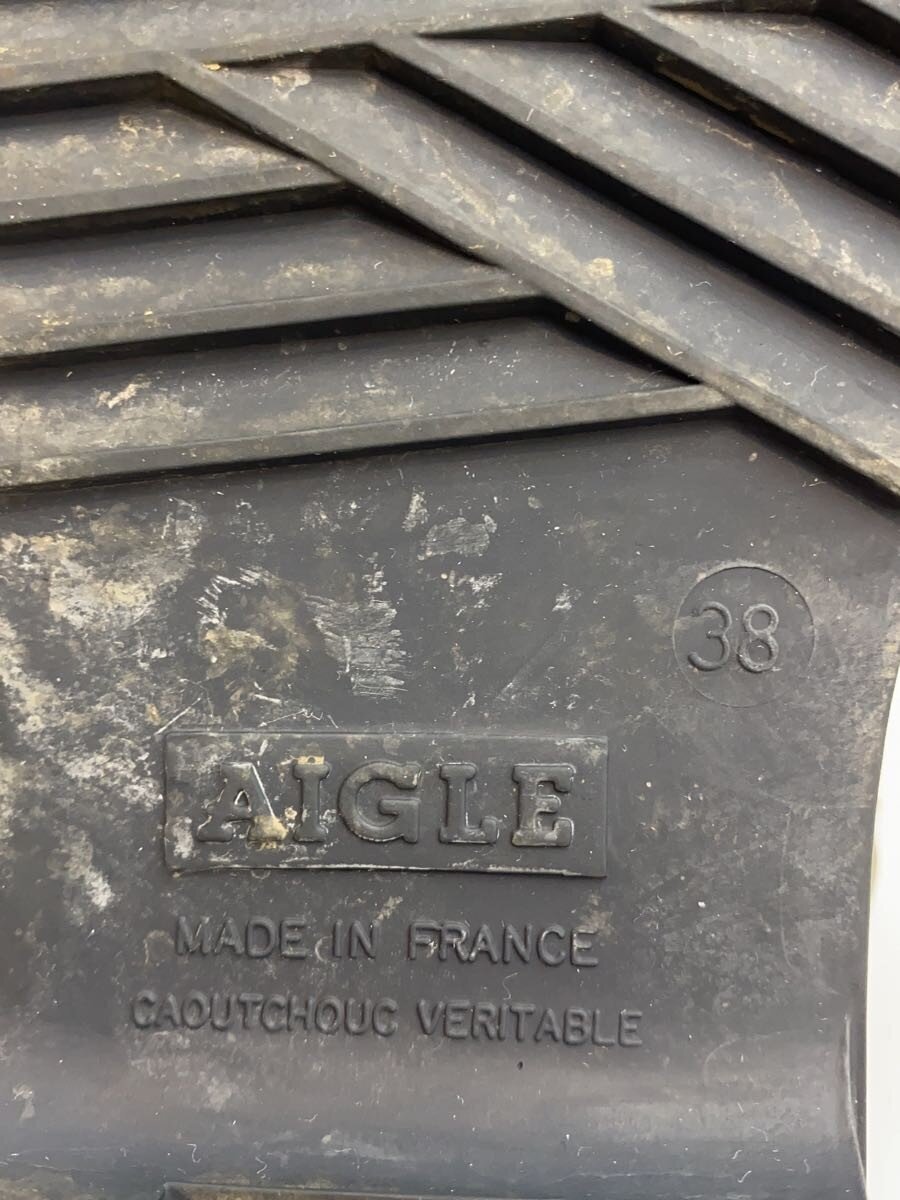 38
AIGLE
MADE IN FRANCE
CAOUTCHOUC VERITABLE